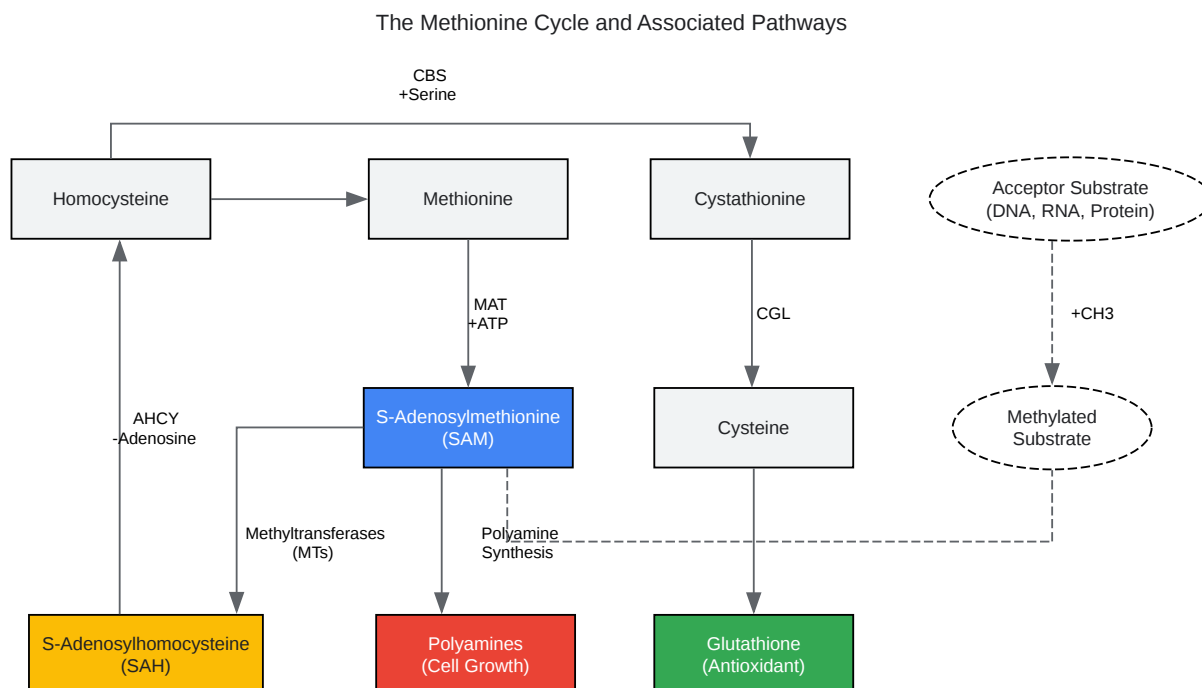 The Methionine Cycle and Associated Pathways
CBS
+Serine
Homocysteine
Methionine
Cystathionine
Acceptor Substrate
(DNA, RNA, Protein)
MAT
+ATP
CGL
+CH3
AHCY
-Adenosine
S-Adenosylmethionine
(SAM)
Cysteine
Methylated
Substrate
Methyltransferases
(MTs)
Polyamine
Synthesis
S-Adenosylhomocysteine
(SAH)
Polyamines
(Cell Growth)
Glutathione
(Antioxidant)